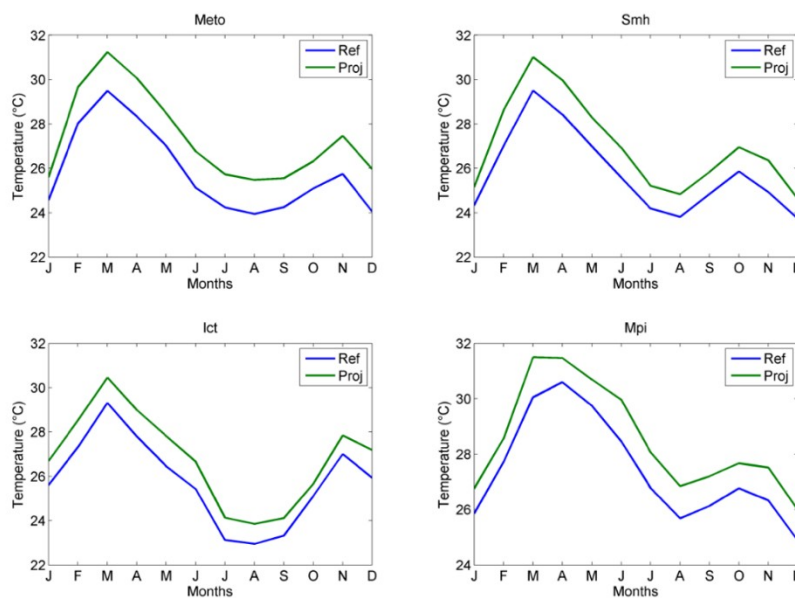 Meto
32
30
28
26
24
22
Temperature (°C)
J F M A M J J A S O N D
Months
Ref
Proj
Smh
32
30
28
26
24
22
Temperature (°C)
J F M A M J J A S O N D
Months
Ref
Proj
Ict
32
30
28
26
24
22
Temperature (°C)
J F M A M J J A S O N D
Months
Ref
Proj
Mpi
32
30
28
26
24
Temperature (°C)
J F M A M J J A S O N D
Months
Ref
Proj